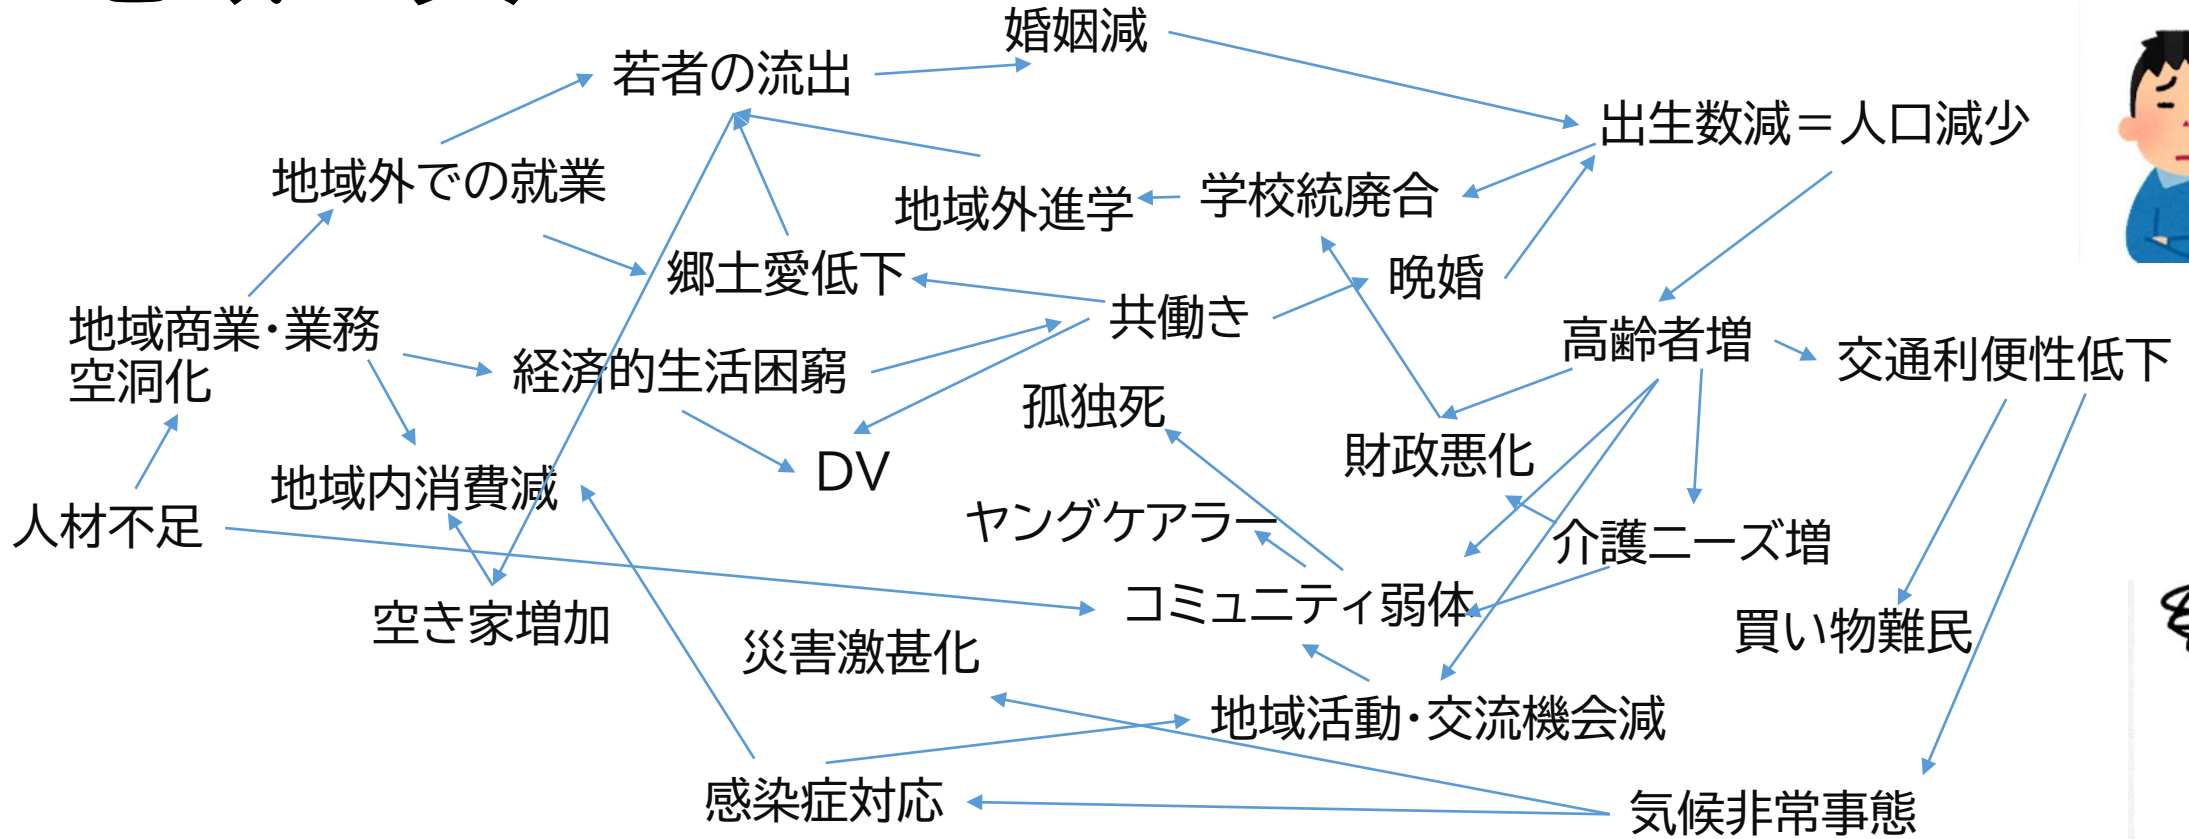 婚姻減
若者の流出
出生数減＝人口減少
地域外での就業
地域外進学
学校統廃合
郷土愛低下
晩婚
共働き
地域商業・業務
空洞化
経済的生活困窮
高齢者増
交通利便性低下
孤独死
財政悪化
DV
地域内消費減
人材不足
ヤングケアラー
介護ニーズ増
コミュニティ弱体
空き家増加
買い物難民
災害激甚化
地域活動・交流機会減
感染症対応
気候非常事態